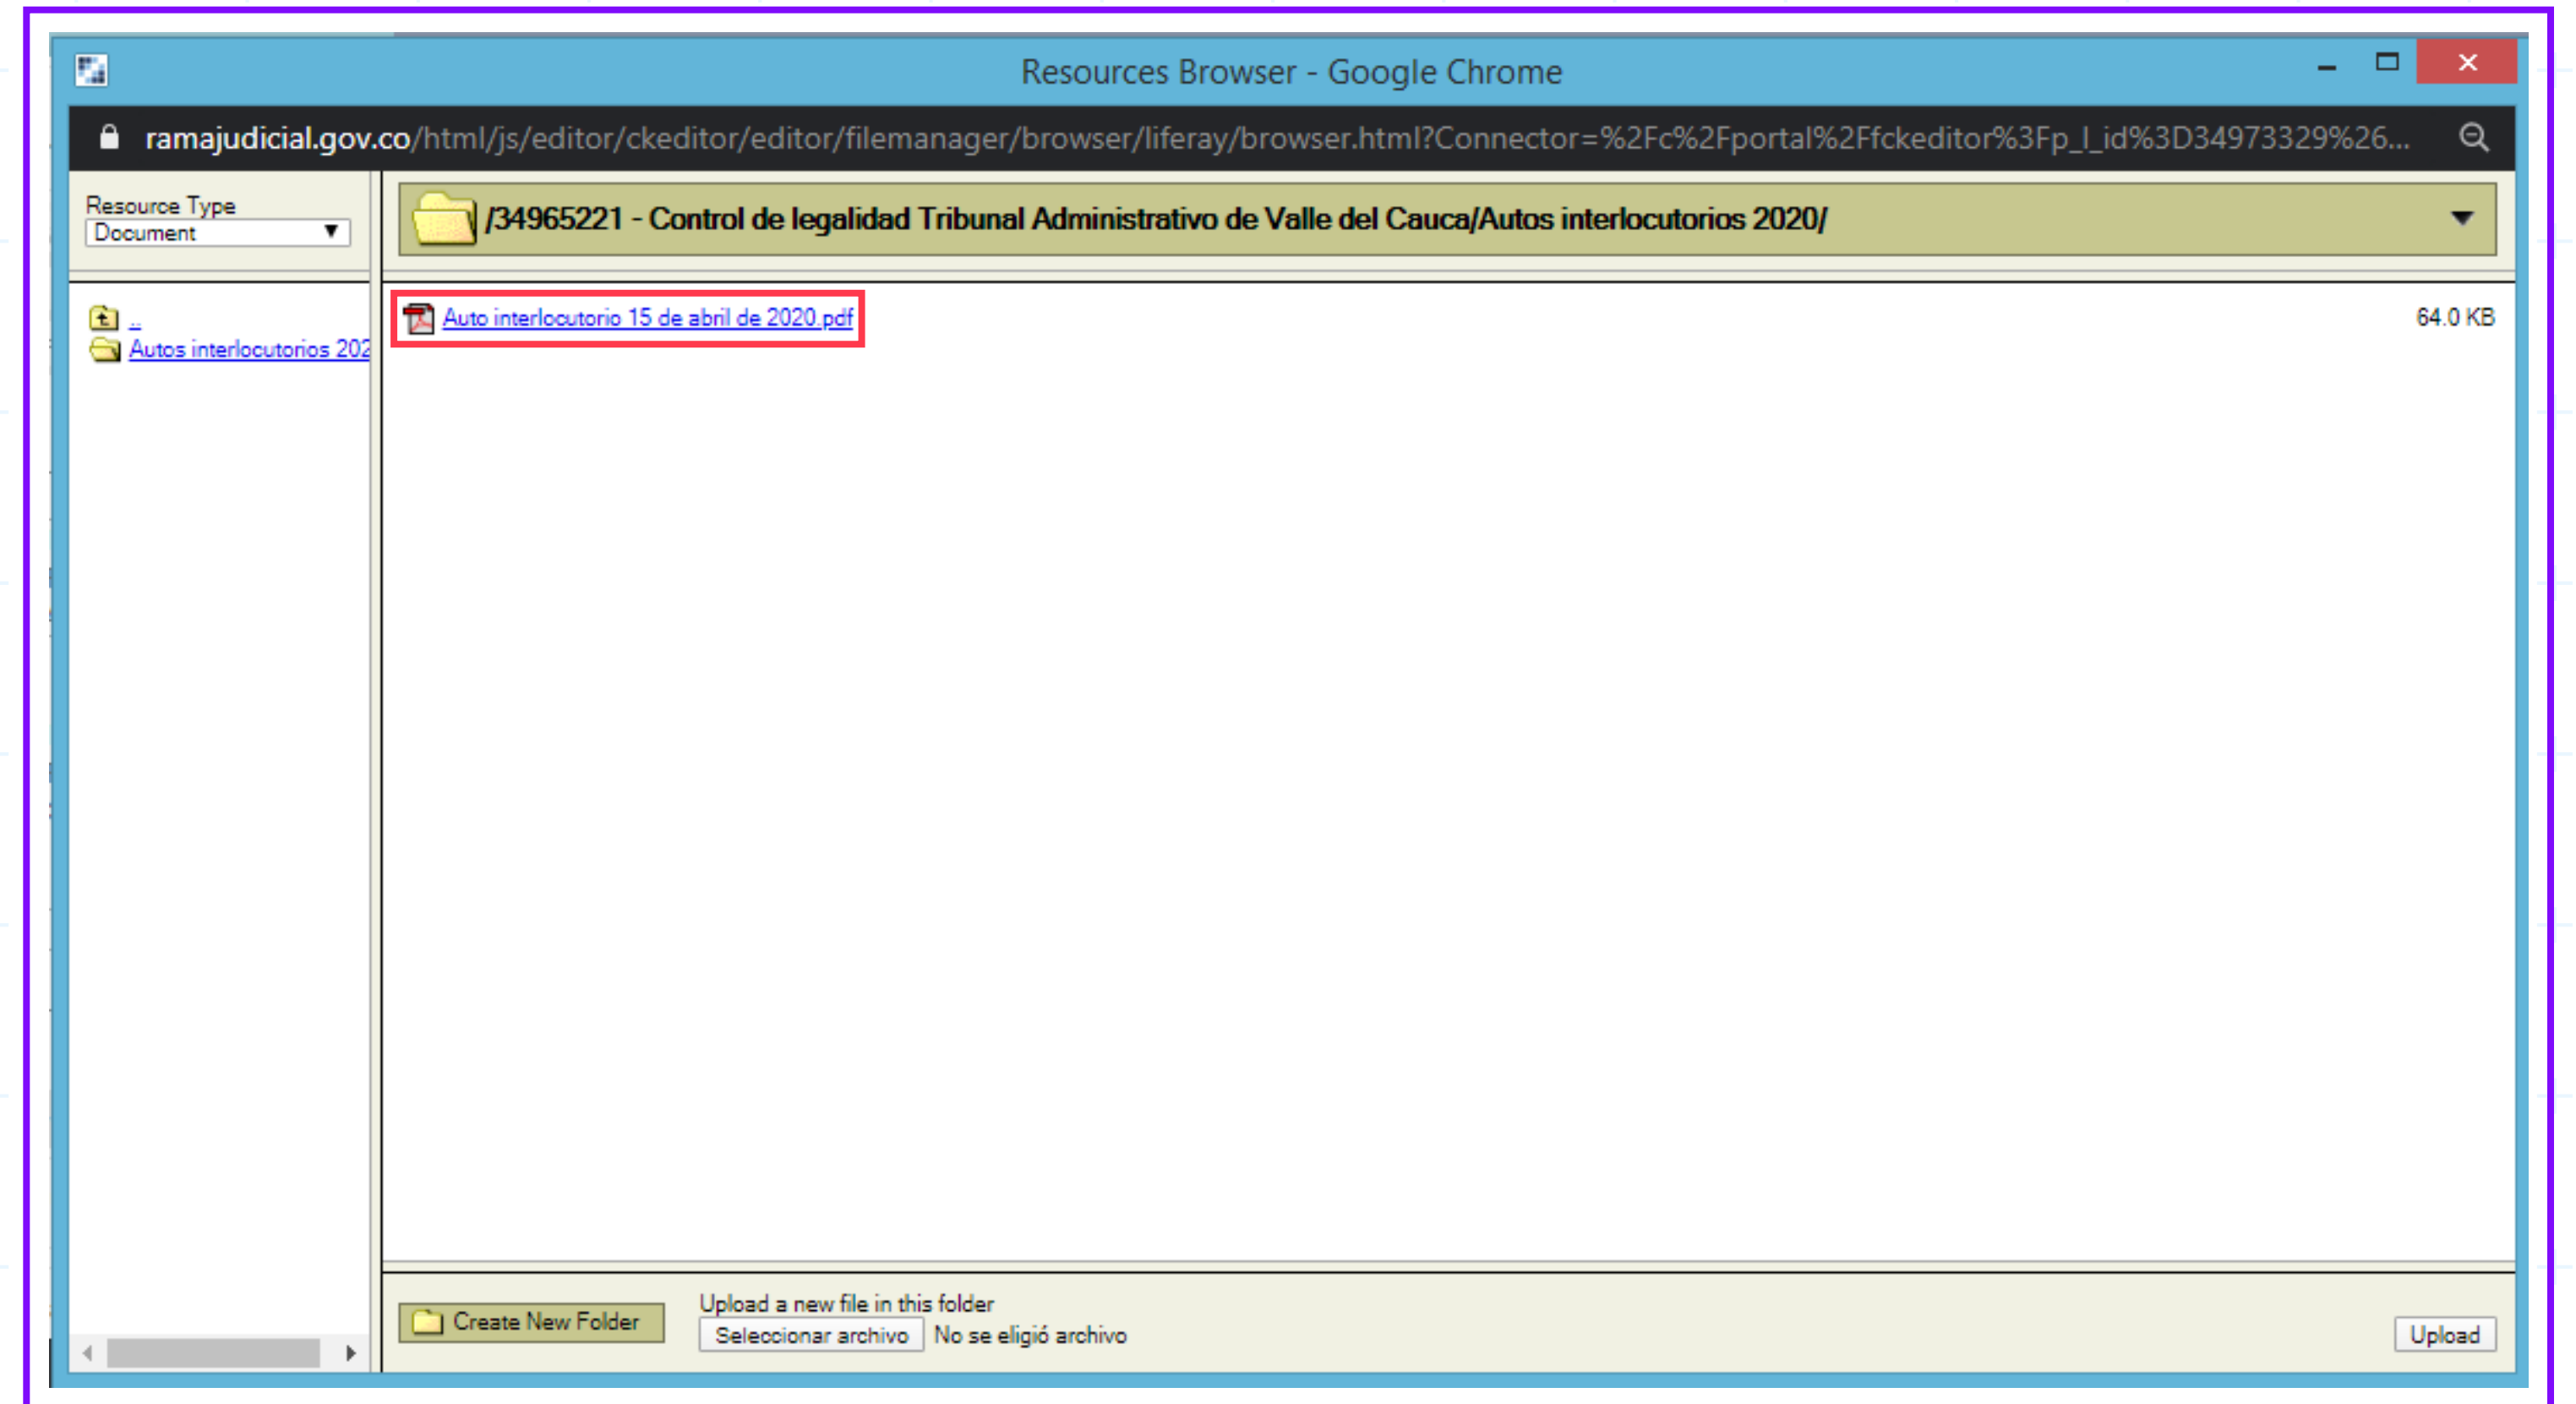 Resources Browser - Google Chrome
ramajudicial.gov.co/html/js/editor/ckeditor/editor/filemanager/browser/liferay/browser.html?Connector=%2Fc%2Fportal%2Ffckeditor%3Fp_l_id%3D34973329%26...
Resource Type
Document
/34965221 - Control de legalidad Tribunal Administrativo de Valle del Cauca/Autos interlocutorios 2020/
..
Autos interlocutorios 202
Auto interlocutorio 15 de abril de 2020.pdf 64.0 KB
Create New Folder
Upload a new file in this folder
Seleccionar archivo No se eligió archivo
Upload